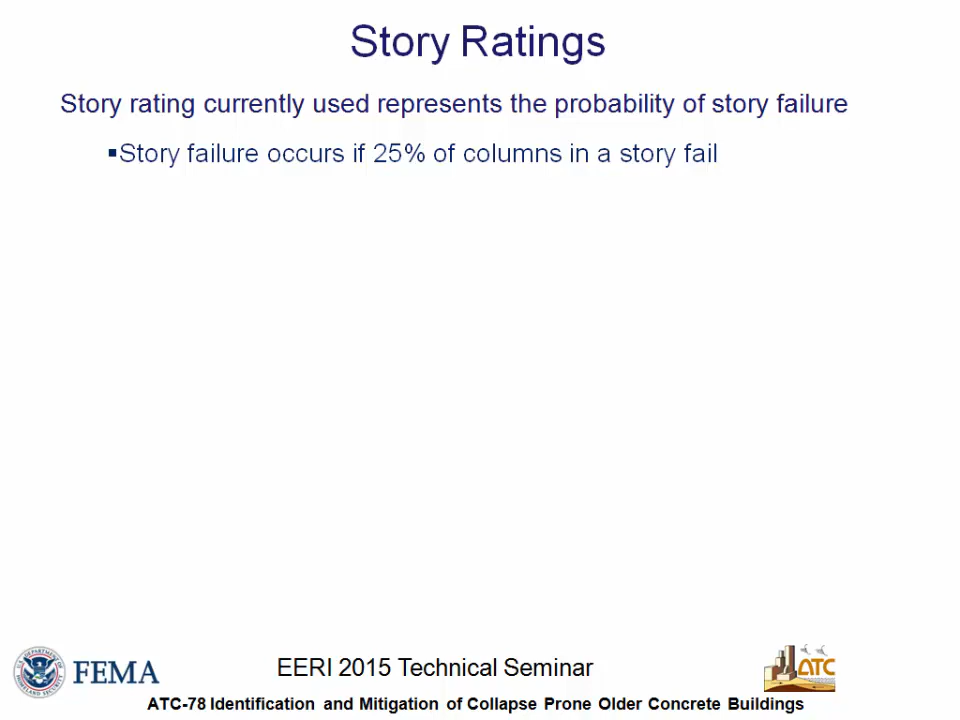 Story Ratings
Story rating currently used represents the probability of story failure
▪Story failure occurs if 25% of columns in a story fail
FEMA
EERI 2015 Technical Seminar
ATC
ATC-78 Identification and Mitigation of Collapse Prone Older Concrete Buildings